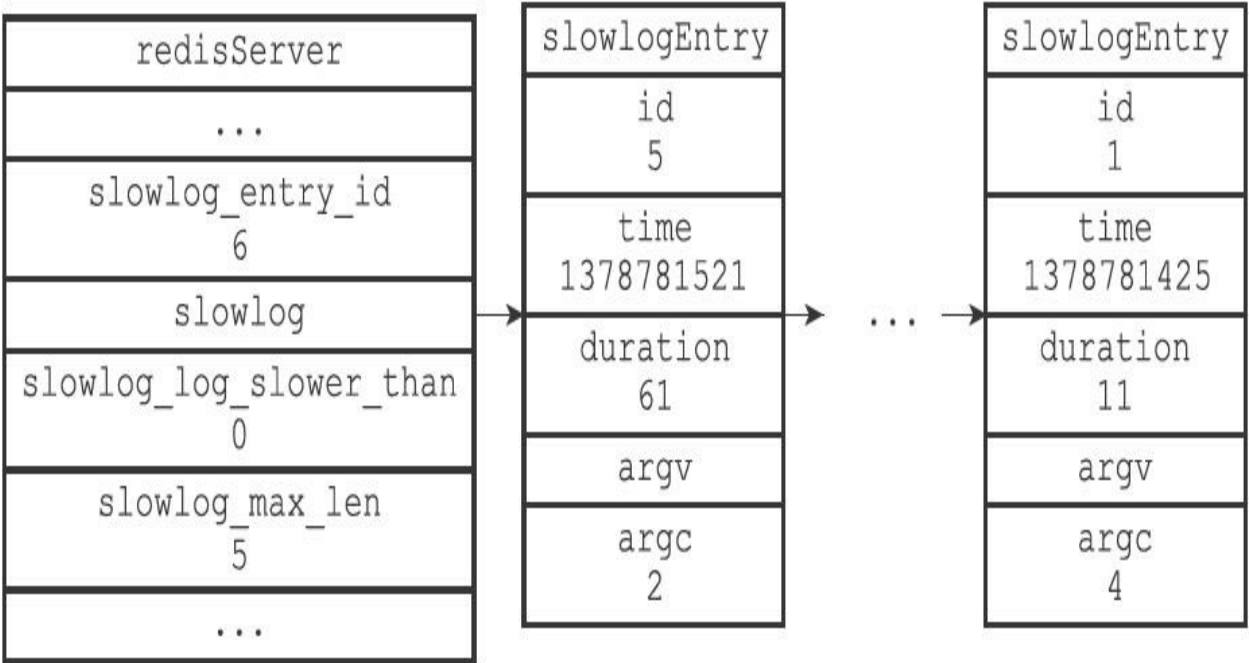 redisServer
...
slowlog_entry_id
6
slowlog
slowlog_log_slower_than
0
slowlog_max_len
5
...
slowlogEntry
id
5
time
1378781521
duration
61
argv
argc
2
...
slowlogEntry
id
1
time
1378781425
duration
11
argv
argc
4